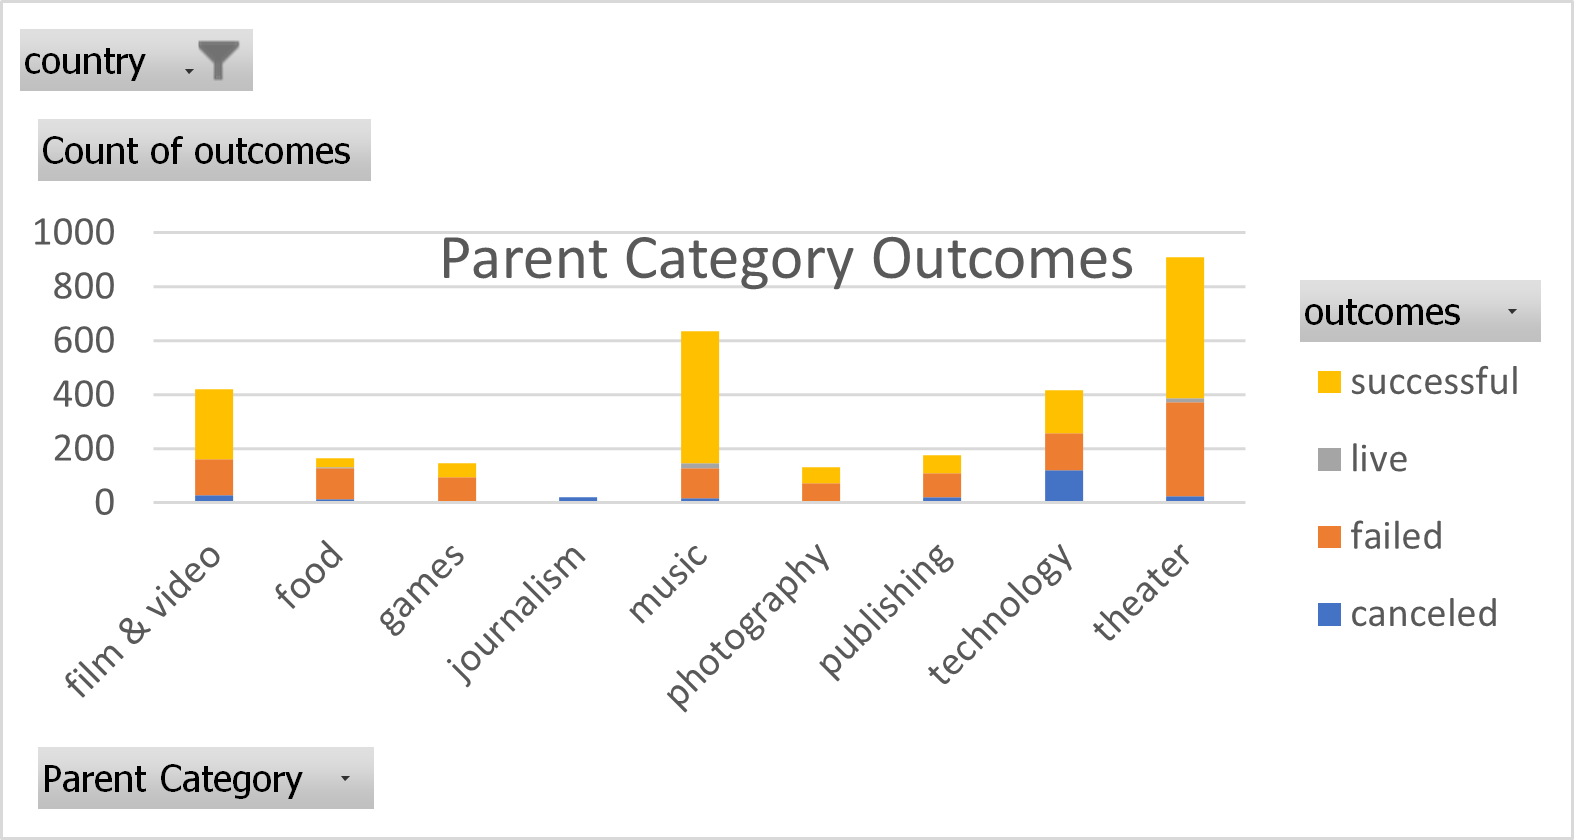 country
Count of outcomes
Parent Category Outcomes
1000
800
600
400
200
0
film & video
food
games
journalism
music
photography
publishing
technology
theater
outcomes
successful
live
failed
canceled
Parent Category